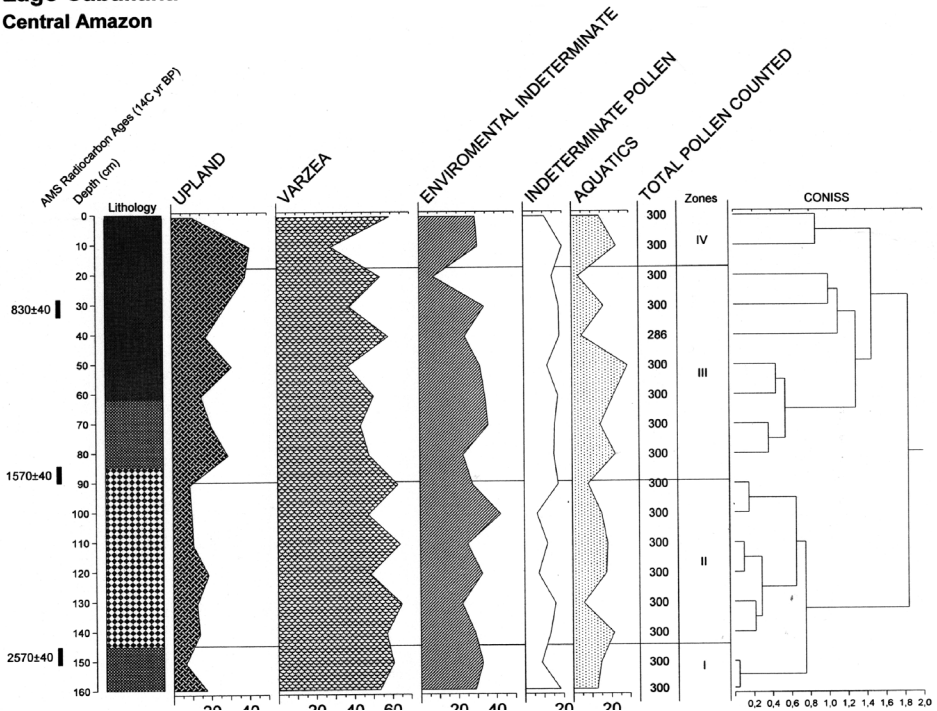 Central Amazon
AMS Radiocarbon Ages (14C yr BP)
Depth (cm)
Lithology
UPLAND
VARZEA
ENVIROMENTAL INDETERMINATE
INDETERMINATE POLLEN
AQUATICS
TOTAL POLLEN COUNTED
Zones
CONISS
0
10
20
30
40
50
60
70
80
90
100
110
120
130
140
150
160
830±40
1570±40
2570±40
300
300
300
300
286
300
300
300
300
300
300
300
300
300
300
300
300
IV
III
II
I
20 40
20 40 60
20 40
20
20
0,2 0,4 0,6 0,8 1,0 1,2 1,4 1,6 1,8 2,0